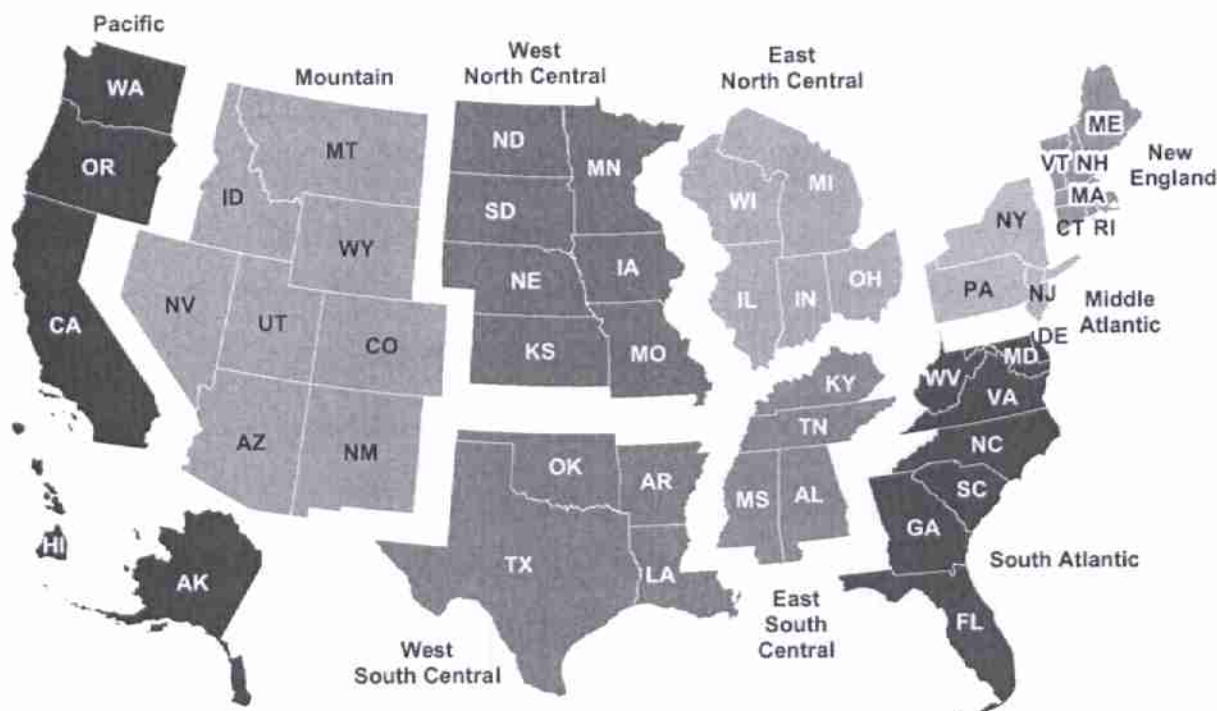 Pacific
WA
OR
CA
HI
AK
Mountain
MT
ID
WY
NV
UT
CO
AZ
NM
West
North Central
ND
MN
SD
IA
NE
KS
MO
East
North Central
WI
MI
IL
IN
OH
New
England
ME
VT
NH
MA
CT
RI
Middle
Atlantic
NY
PA
NJ
West
South Central
OK
AR
TX
LA
East
South
Central
KY
TN
MS
AL
South Atlantic
DE
MD
WV
VA
NC
SC
GA
FL